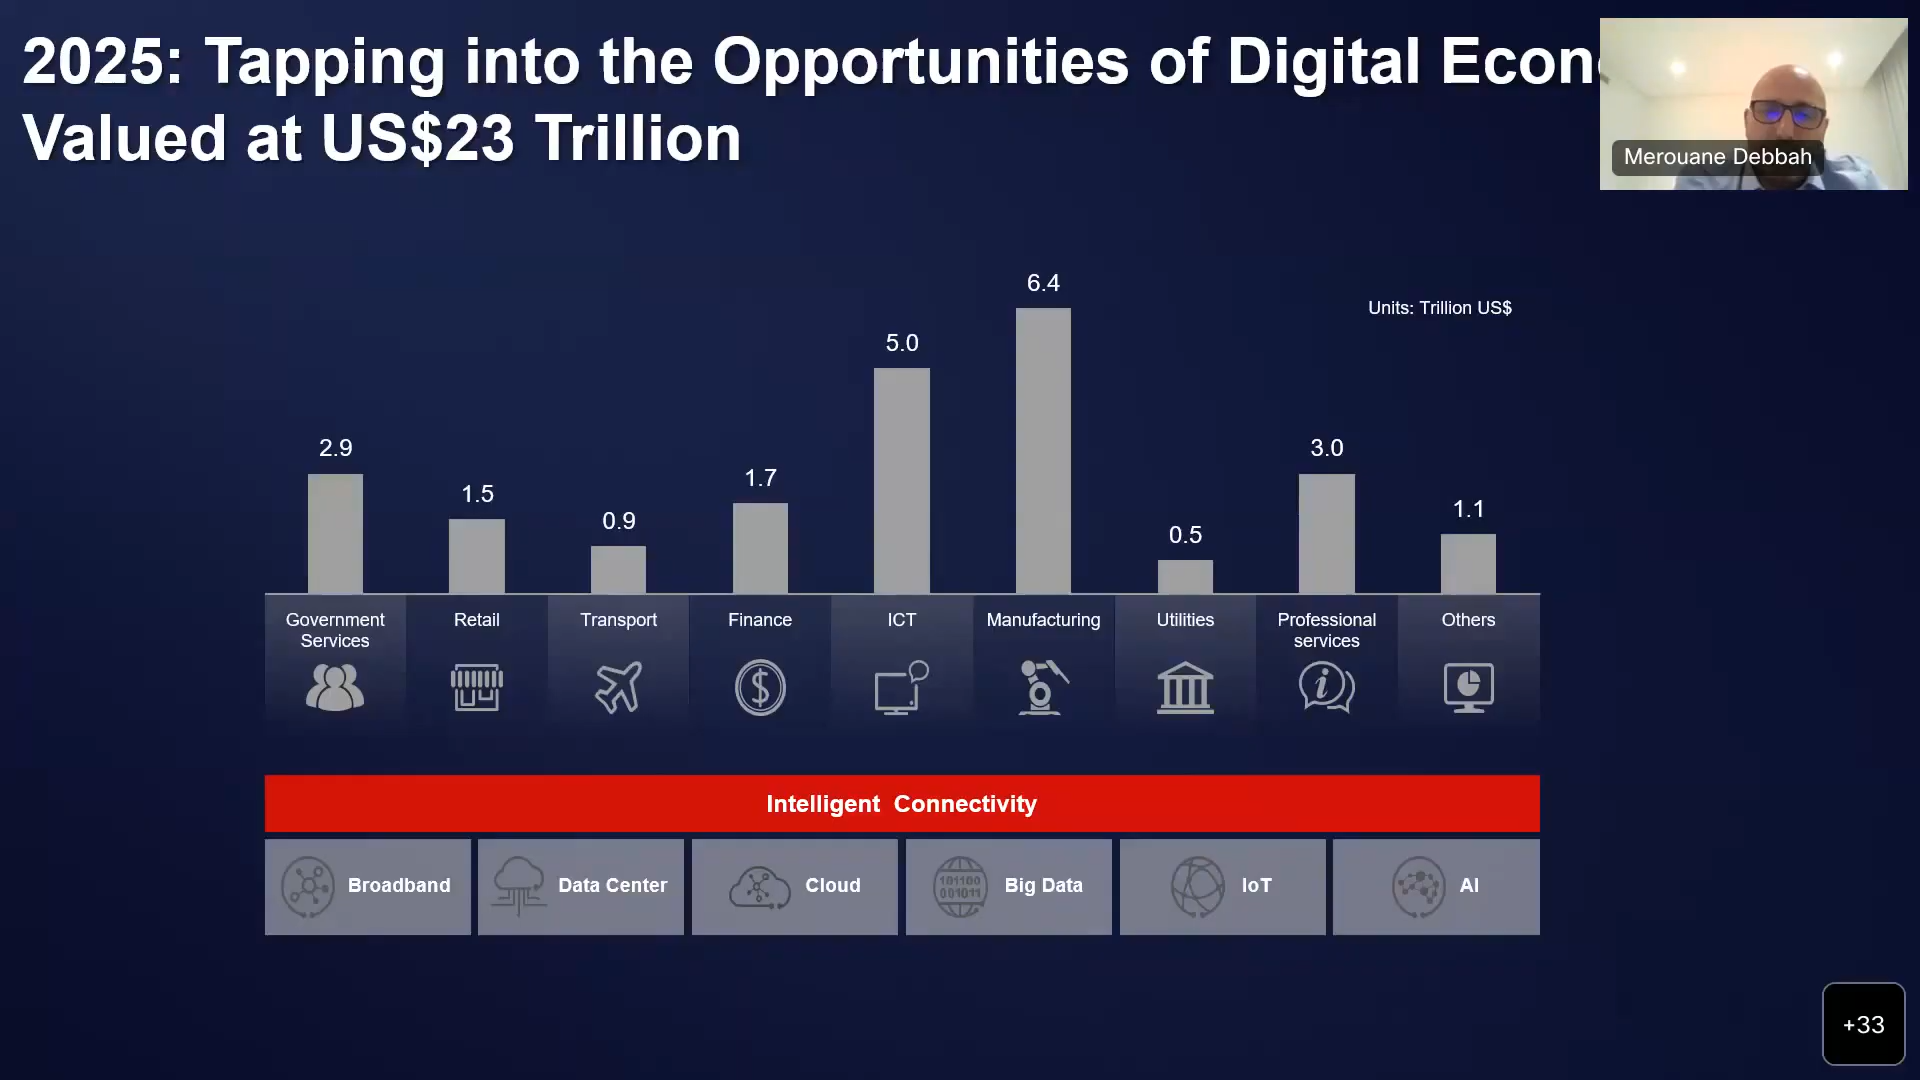 2025: Tapping into the Opportunities of Digital Econ
Valued at US$23 Trillion
Merouane Debbah
Units: Trillion US$
2.9
1.5
0.9
1.7
5.0
6.4
0.5
3.0
1.1
Government
Services
Retail
Transport
Finance
ICT
Manufacturing
Utilities
Professional
services
Others
Intelligent Connectivity
Broadband
Data Center
Cloud
101100
001011
Big Data
IoT
AI
+33